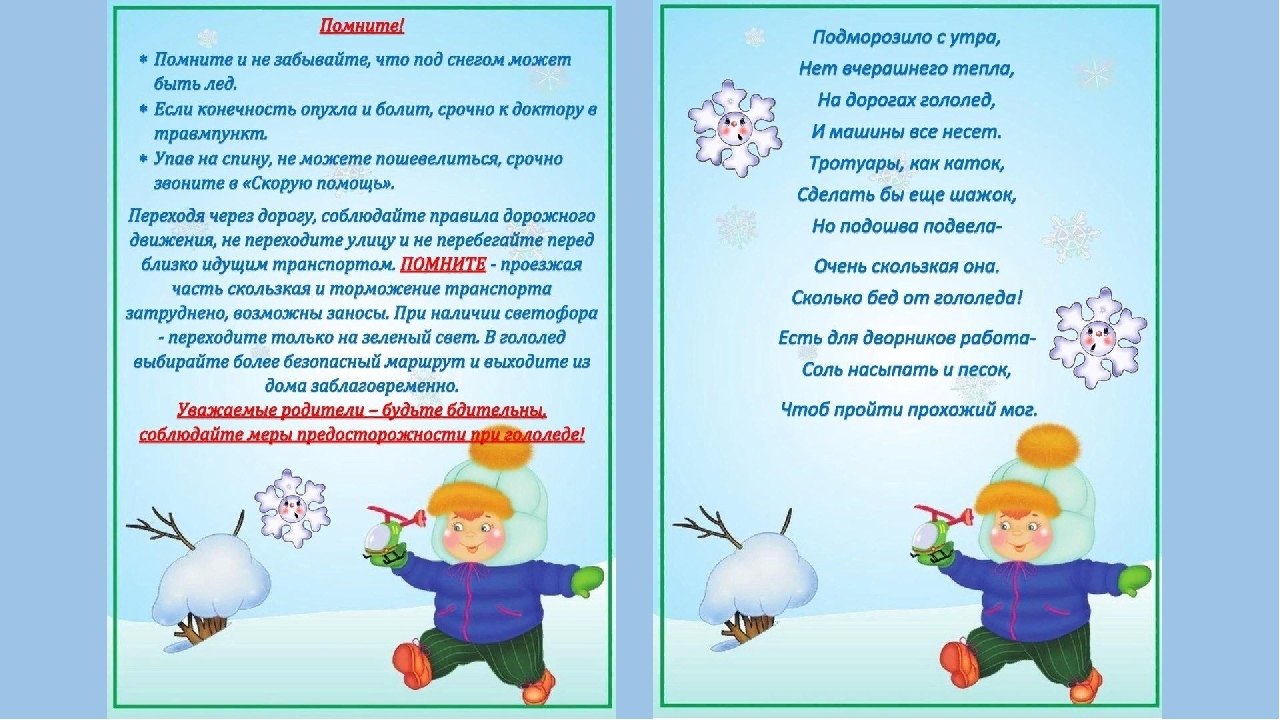 Помните!
* Помните и не забывайте, что под снегом может
быть лед.
* Если конечность опухла и болит, срочно к доктору в
травмпункт.
* Упав на спину, не можете пошевелиться, срочно
звоните в «Скорую помощь».
Переходя через дорогу, соблюдайте правила дорожного
движения, не переходите улицу и не перебегайте перед
близко идущим транспортом. ПОМНИТЕ - проезжая
часть скользкая и торможение транспорта
затруднено, возможны заносы. При наличии светофора
- переходите только на зеленый свет. В гололед
выбирайте более безопасный маршрут и выходите из
дома заблаговременно.
Уважаемые родители – будьте бдительны,
соблюдайте меры предосторожности при гололеде!
Подморозило с утра,
Нет вчерашнего тепла,
На дорогах гололед,
И машины все несет.
Тротуары, как каток,
Сделать бы еще шажок,
Но подошва подвела-
Очень скользкая она.
Сколько бед от гололеда!
Есть для дворников работа-
Соль насыпать и песок,
Чтоб пройти прохожий мог.